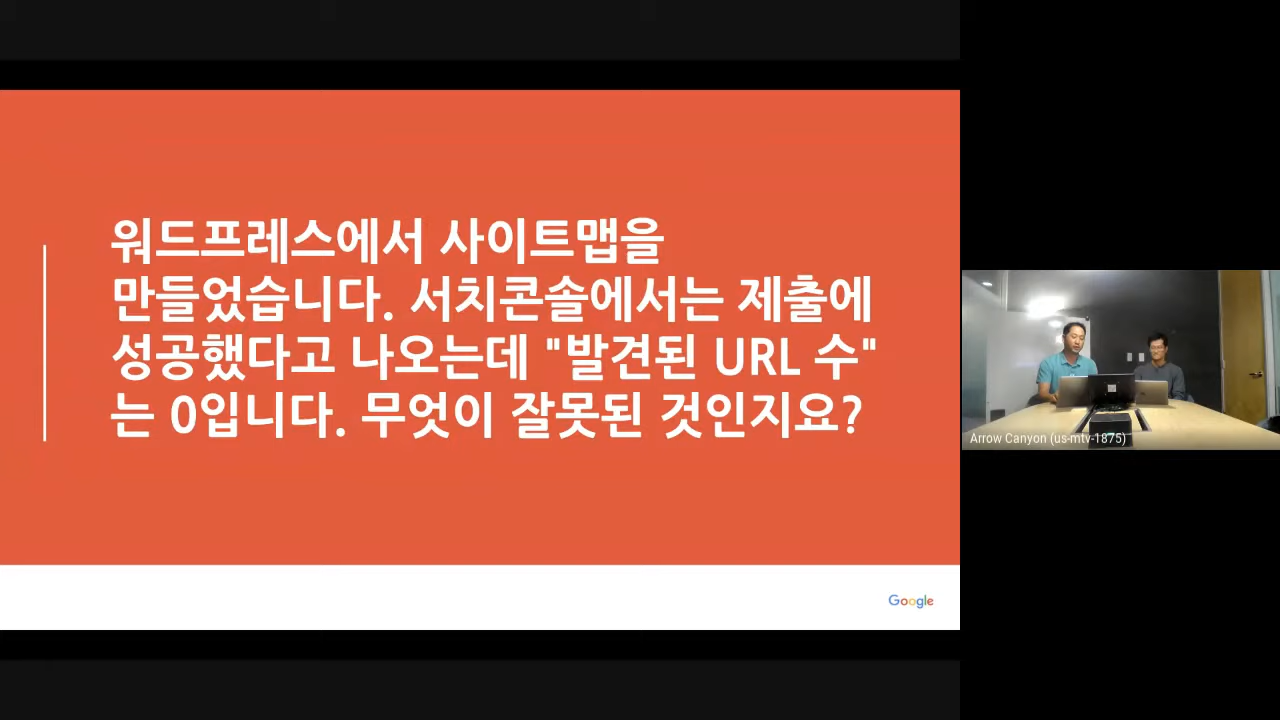 워드프레스에서 사이트맵을
만들었습니다. 서치콘솔에서는 제출에
성공했다고 나오는데 "발견된 URL 수"
는 0입니다. 무엇이 잘못된 것인지요?
Google
Arrow Canyon (us-mtv-1875)